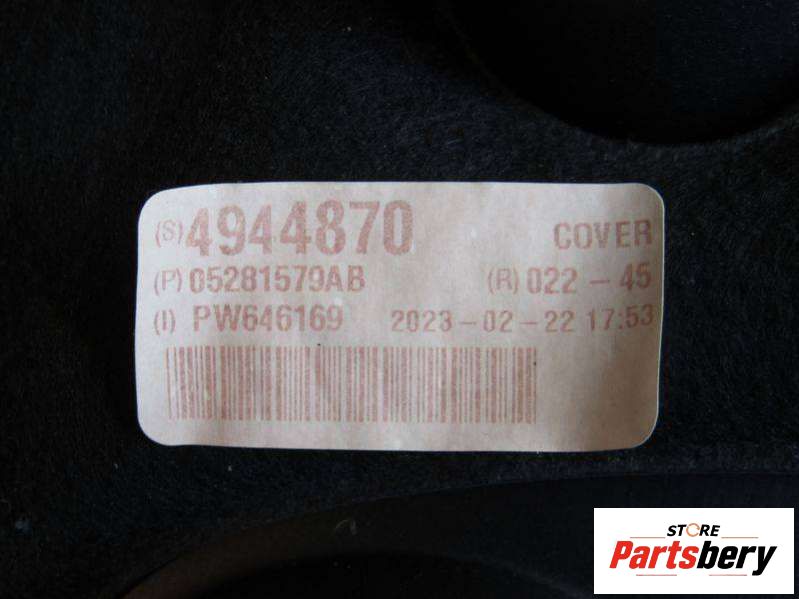 (S) 4944870 COVER
(P) 05281579AB (R) 022-45
(I) PW646169 2023-02-22 17:53
STORE
Partsbery